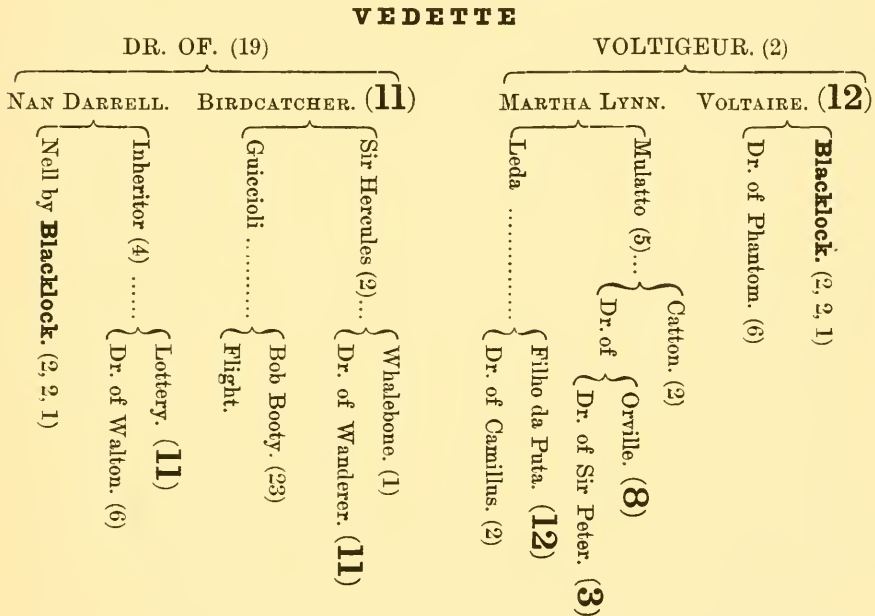 VEDETTE
DR. OF. (19)
VOLTIGEUR. (2)
NAN DARRELL.
BIRDCATCHER. (11)
MARTHA LYNN.
VOLTAIRE. (12)
Nell by Blacklock. (2, 2, 1)
Inheritor (4) ......
Lottery. (11)
Dr. of Walton. (6)
Guiccioli ............
Bob Booty. (23)
Flight.
Sir Hercules (2)...
Whalebone. (1)
Dr. of Wanderer. (11)
Leda ...............
Filho da Puta. (12)
Dr. of Camillus. (2)
Mulatto (5)....
Catton. (2)
Dr. of
Orville. (8)
Dr. of Sir Peter. (3)
Dr. of Phantom. (6)
Blacklock. (2, 2, 1)